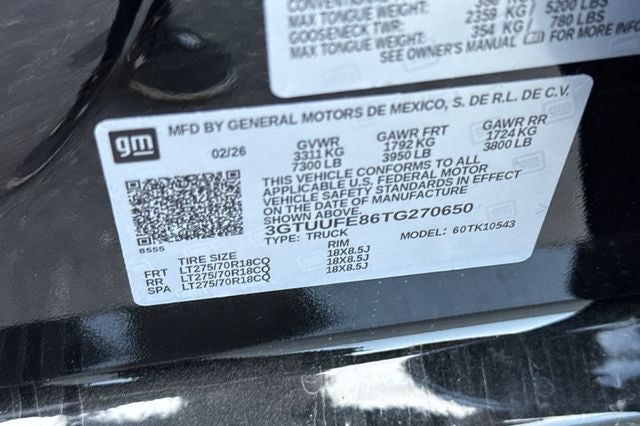 2359 KG / 5200 LBS
MAX TONGUE WEIGHT:
GOOSENECK TWR: 354 KG / 780 LBS
MAX TONGUE WEIGHT:
SEE OWNER'S MANUAL FOR MORE INFO
gm
MFD BY GENERAL MOTORS DE MEXICO, S. DE R.L. DE C.V.
02/26 GVWR GAWR FRT GAWR RR
3311 KG 1792 KG 1724 KG
7300 LB 3950 LB 3800 LB
THIS VEHICLE CONFORMS TO ALL
APPLICABLE U.S. FEDERAL MOTOR
VEHICLE SAFETY STANDARDS IN EFFECT
ON THE DATE OF MANUFACTURE
SHOWN ABOVE.
3GTUUFE86TG270650
8555
TYPE: TRUCK MODEL: 60TK10543
TIRE SIZE RIM
FRT LT275/70R18CQ 18X8.5J
RR LT275/70R18CQ 18X8.5J
SPA LT275/70R18CQ 18X8.5J